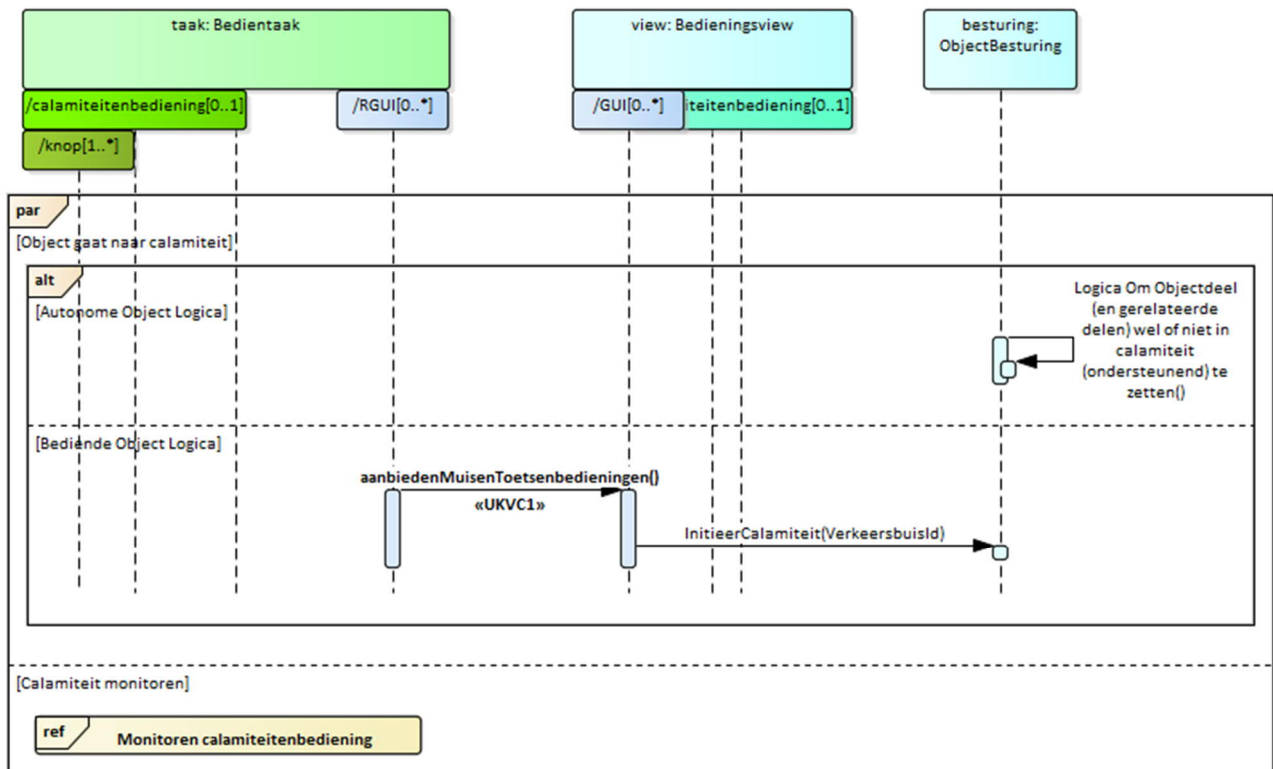 taak: Bedientaak
view: Bedieningsview
besturing:
ObjectBesturing
/calamiteitenbediening[0..1]
/RGUI[0..*]
/GUI[0..*]
iteitenbediening[0..1]
/knop[1..*]
par
[Object gaat naar calamiteit]
alt
[Autonome Object Logica]
Logica Om Objectdeel
(en gerelateerde
delen) wel of niet in
calamiteit
(ondersteunend) te
zetten()
[Bediende Object Logica]
aanbiedenMuisenToetsenbedieningen()
«UKVC1»
InitieerCalamiteit(VerkeersbuisId)
[Calamiteit monitoren]
ref
Monitoren calamiteitenbediening